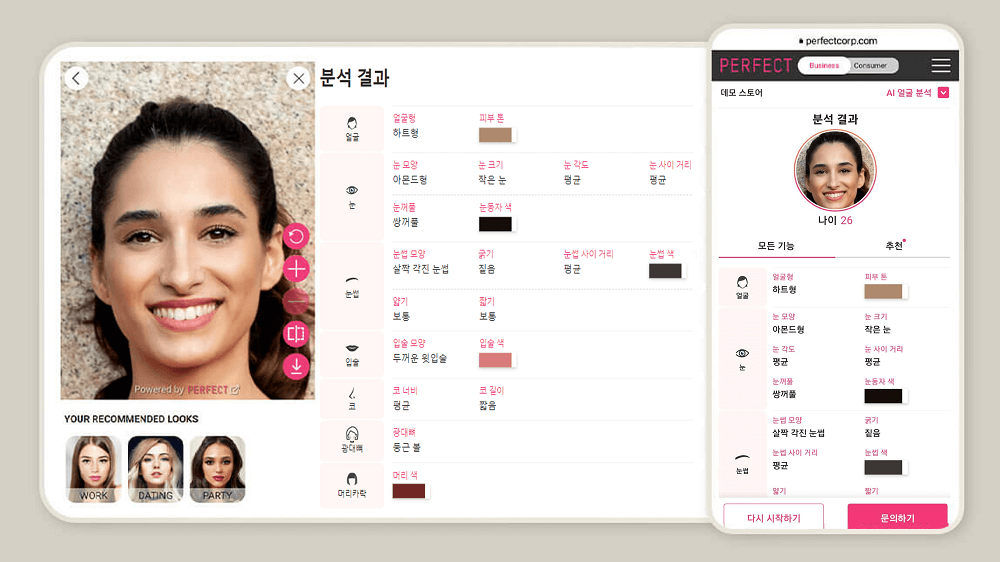 분석 결과
얼굴
얼굴형 피부 톤
하트형
눈
눈 모양 눈 크기 눈 각도 눈 사이 거리
아몬드형 작은 눈 평균 평균
눈꺼풀 눈동자 색
쌍꺼풀
눈썹
눈썹 모양 굵기 눈썹 사이 거리 눈썹 색
살짝 각진 눈썹 짙음 평균
얇기 짧기
보통 보통
입술
입술 모양 입술 색
두꺼운 윗입술
코
코 너비 코 길이
평균 짧음
광대뼈
광대뼈
둥근 볼
머리카락
머리 색
Powered by PERFECT
YOUR RECOMMENDED LOOKS
WORK DATING PARTY
perfectcorp.com
PERFECT Business Consumer
데모 스토어 AI 얼굴 분석
분석 결과
나이 26
모든 기능 추천
얼굴
얼굴형 피부 톤
하트형
눈
눈 모양 눈 크기
아몬드형 작은 눈
눈 각도 눈 사이 거리
평균 평균
눈꺼풀 눈동자 색
쌍꺼풀
눈썹
눈썹 모양 굵기
살짝 각진 눈썹 짙음
눈썹 사이 거리 눈썹 색
평균
얇기 짧기
다시 시작하기 문의하기